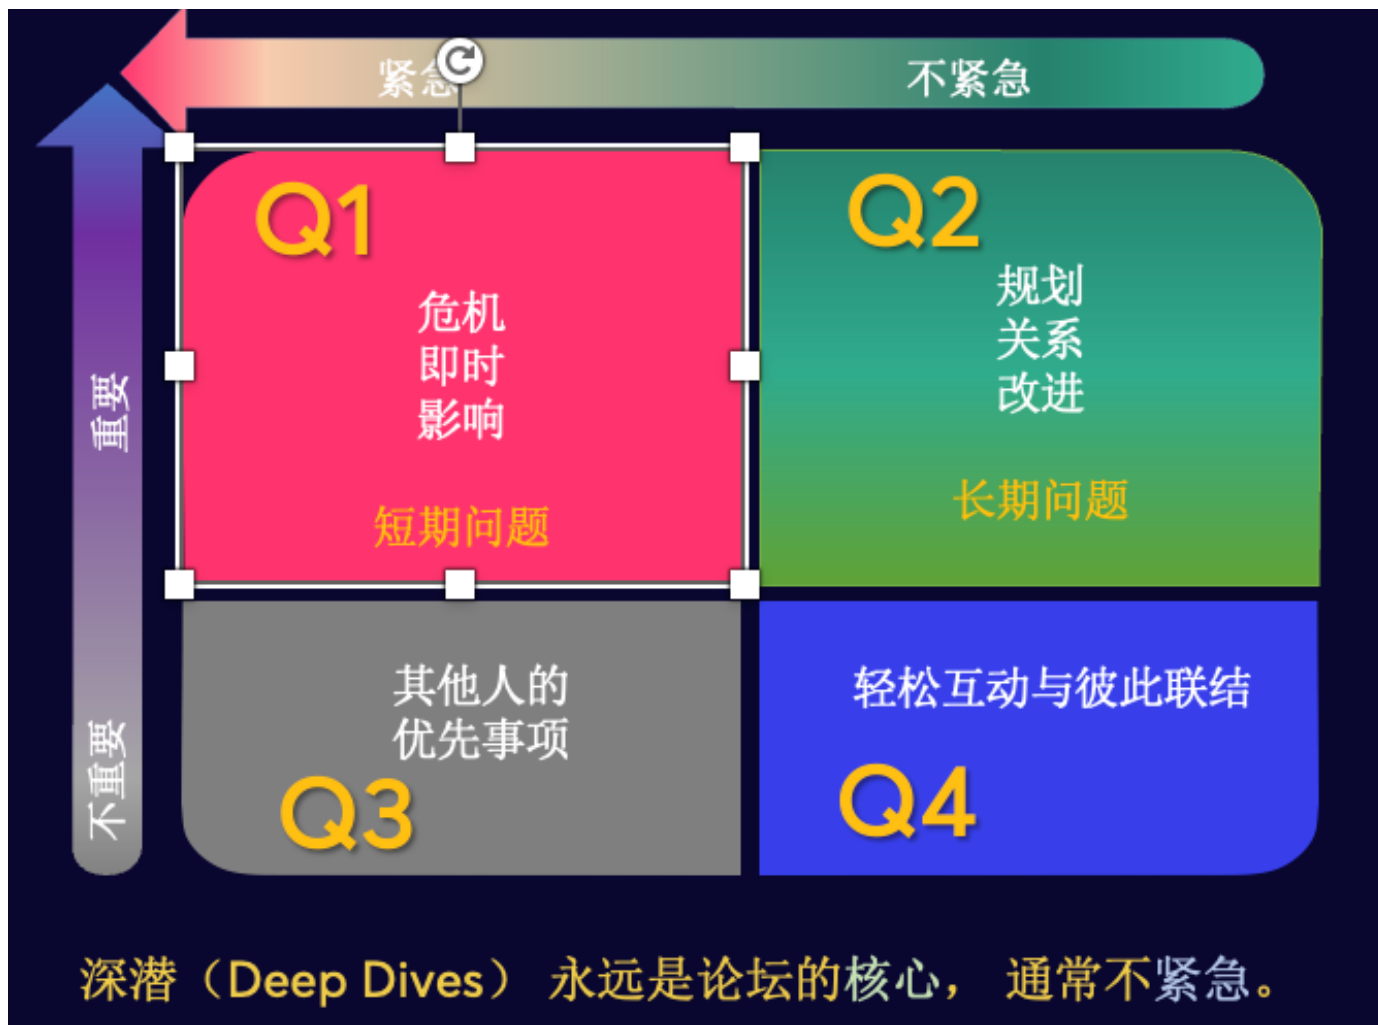 紧急
不紧急
Q1
危机
即时
影响
短期问题
Q2
规划
关系
改进
长期问题
重要
不重要
其他人的
优先事项
Q3
轻松互动与彼此联结
Q4
深潜（Deep Dives） 永远是论坛的核心， 通常不紧急。